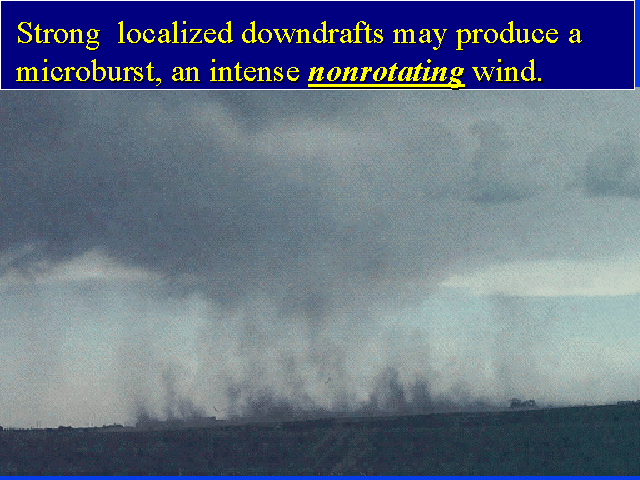 Strong  localized downdrafts may produce a
microburst, an intense nonrotating wind.